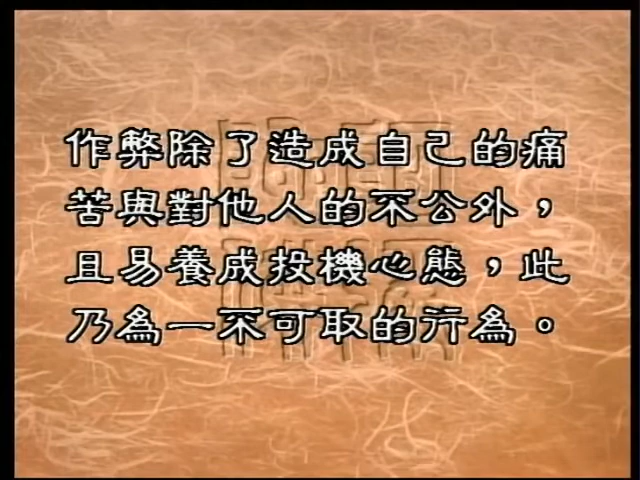 作弊除了造成自己的痛
苦與對他人的不公外，
且易養成投機心態，此
乃為一不可取的行為。